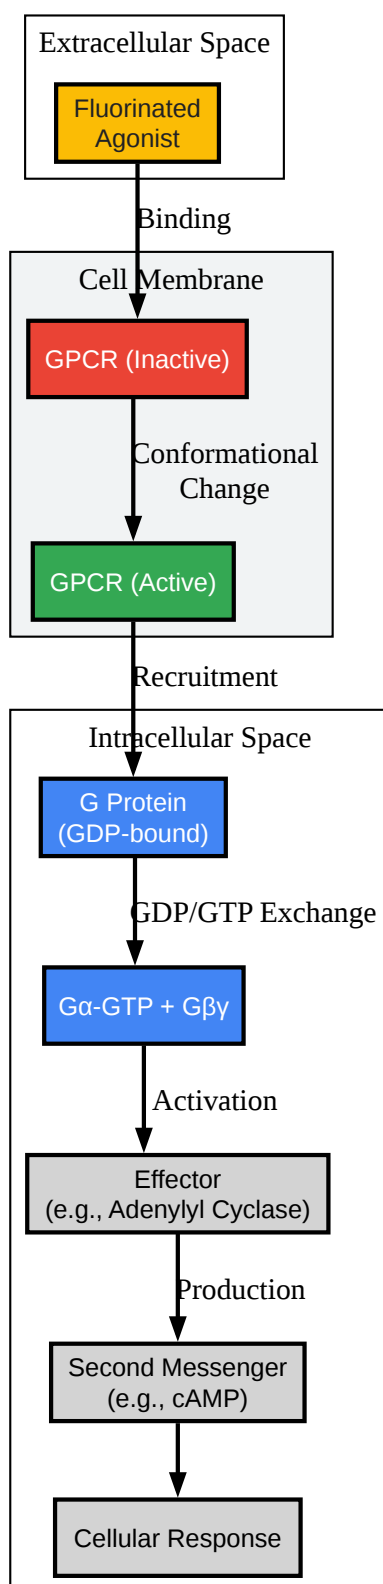 Extracellular Space
Fluorinated
Agonist
Binding
Cell Membrane
GPCR (Inactive)
Conformational
Change
GPCR (Active)
Recruitment
Intracellular Space
G Protein
(GDP-bound)
GDP/GTP Exchange
Gα-GTP + Gβγ
Activation
Effector
(e.g., Adenylyl Cyclase)
Production
Second Messenger
(e.g., cAMP)
Cellular Response